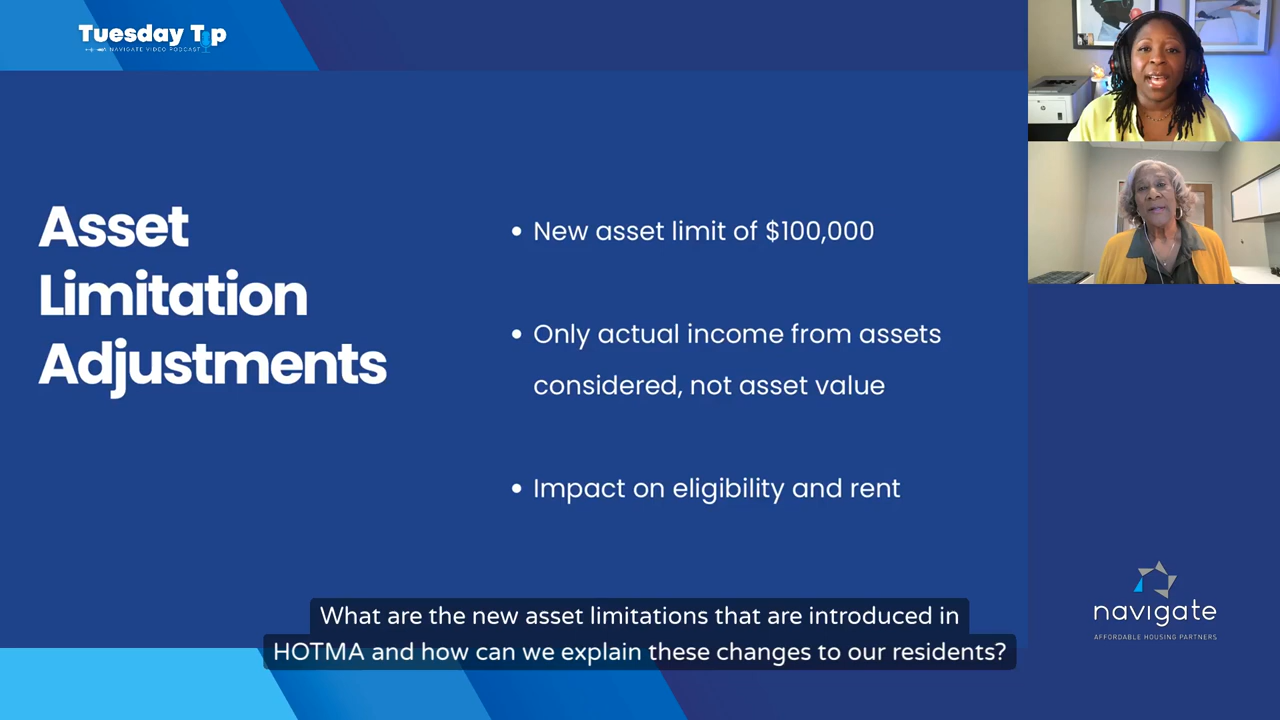 Tuesday Tip
NAVIGATE VIDEO PODCAST
Asset
Limitation
Adjustments
• New asset limit of $100,000
• Only actual income from assets
considered, not asset value
• Impact on eligibility and rent
What are the new asset limitations that are introduced in
HOTMA and how can we explain these changes to our residents?
navigate
AFFORDABLE HOUSING PARTNERS